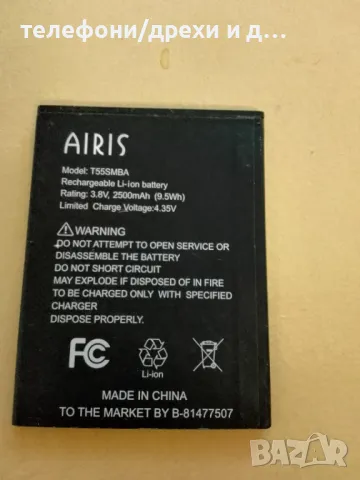 телефони/дрехи и д...
AIRIS
Model: T55SMBA
Rechargeable Li-ion battery
Rating: 3.8V, 2500mAh (9.5Wh)
Limited Charge Voltage:4.35V
WARNING
DO NOT ATTEMPT TO OPEN SERVICE OR
DISASSEMBLE THE BATTERY
DO NOT SHORT CIRCUIT
MAY EXPLODE IF DISPOSED OF IN FIRE
TO BE CHARGED ONLY WITH SPECIFIED
CHARGER
DISPOSE PROPERLY.
FC
Li-ion
MADE IN CHINA
TO THE MARKET BY B-81477507
BAZAR